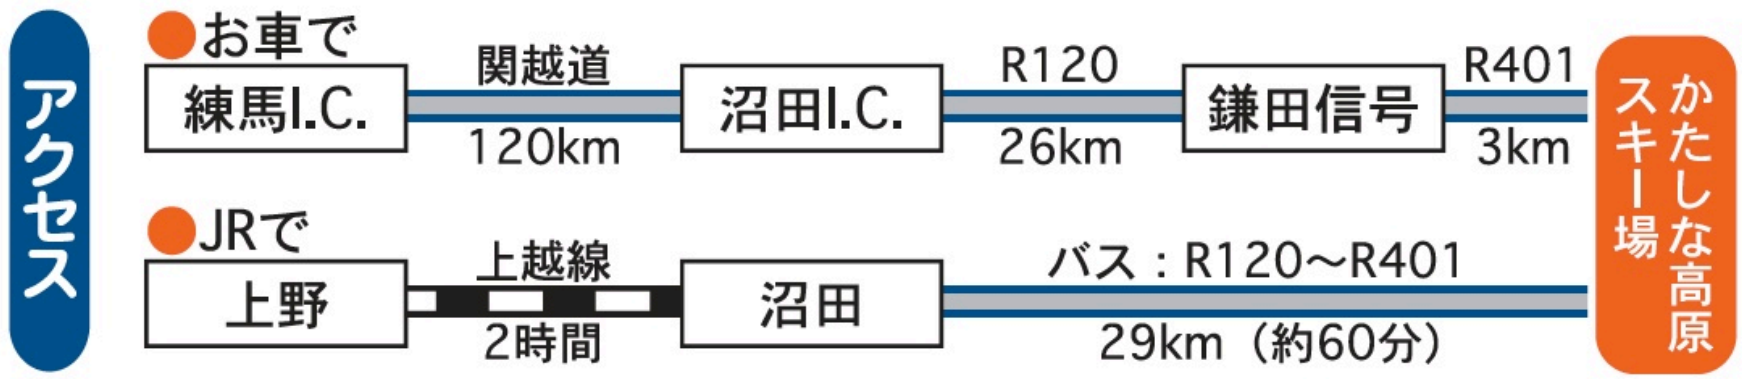 アクセス
●お車で
練馬I.C.
関越道
120km
沼田I.C.
R120
26km
鎌田信号
R401
3km
●JRで
上野
上越線
2時間
沼田
バス：R120～R401
29km（約60分）
かたしな高原
スキー場